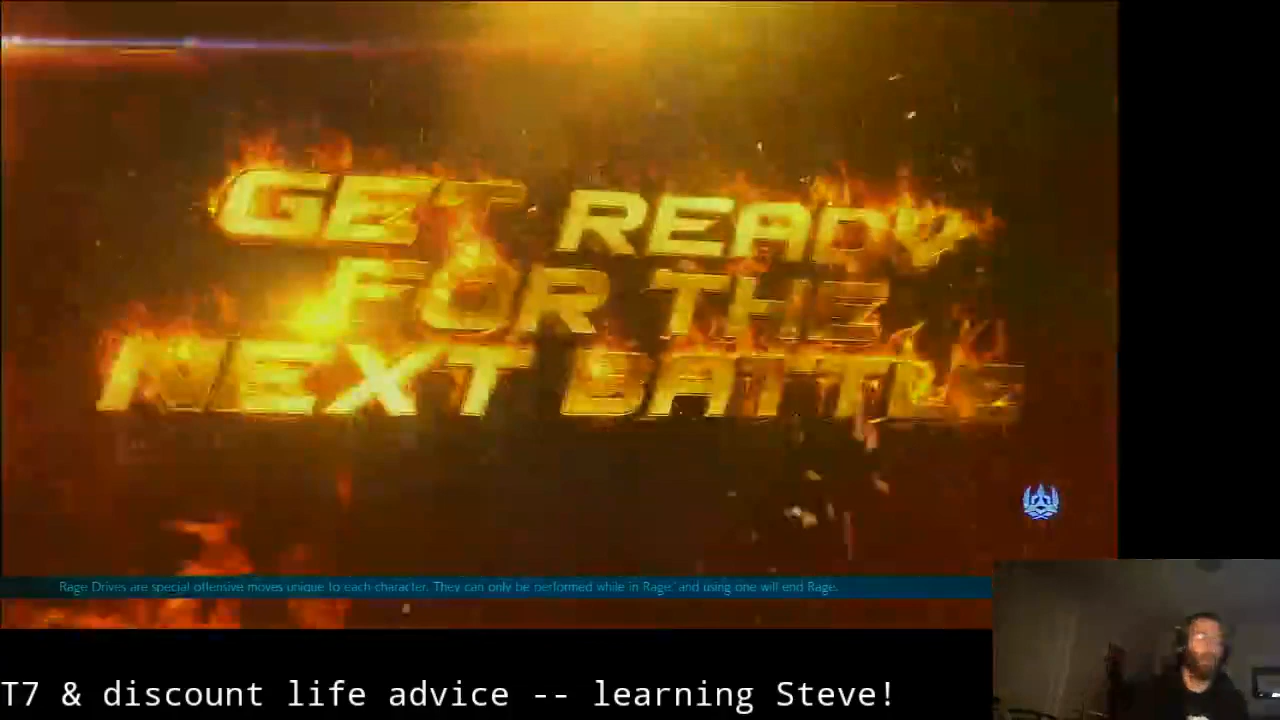 GET READY
FOR THE
NEXT BATTLE
Rage Drives are special offensive moves unique to each character. They can only be performed while in Rage, and using one will end Rage.
T7 & discount life advice -- learning Steve!